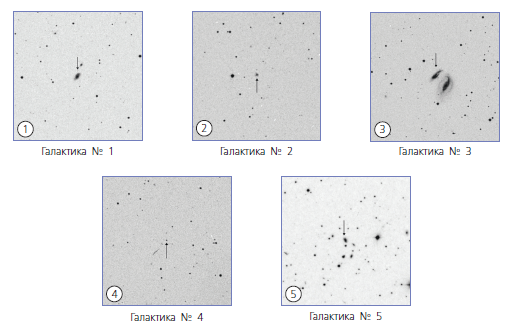 1
Галактика № 1
2
Галактика № 2
3
Галактика № 3
4
Галактика № 4
5
Галактика № 5